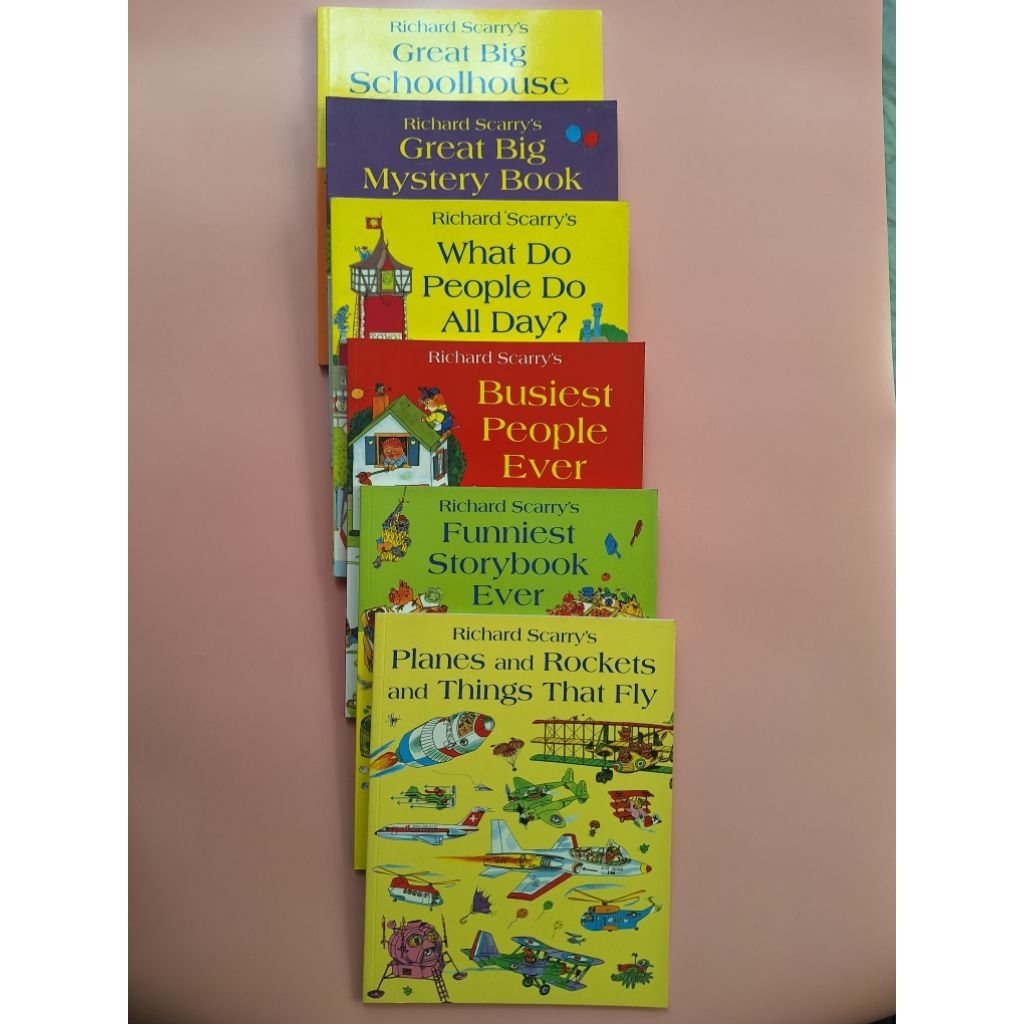 Richard Scarry's
Great Big
Schoolhouse
Richard Scarry's
Great Big
Mystery Book
Richard Scarry's
What Do
People Do
All Day?
TOWN
Richard Scarry's
Busiest
People
Ever
Richard Scarry's
Funniest
Storybook
Ever
Richard Scarry's
Planes and Rockets
and Things That Fly